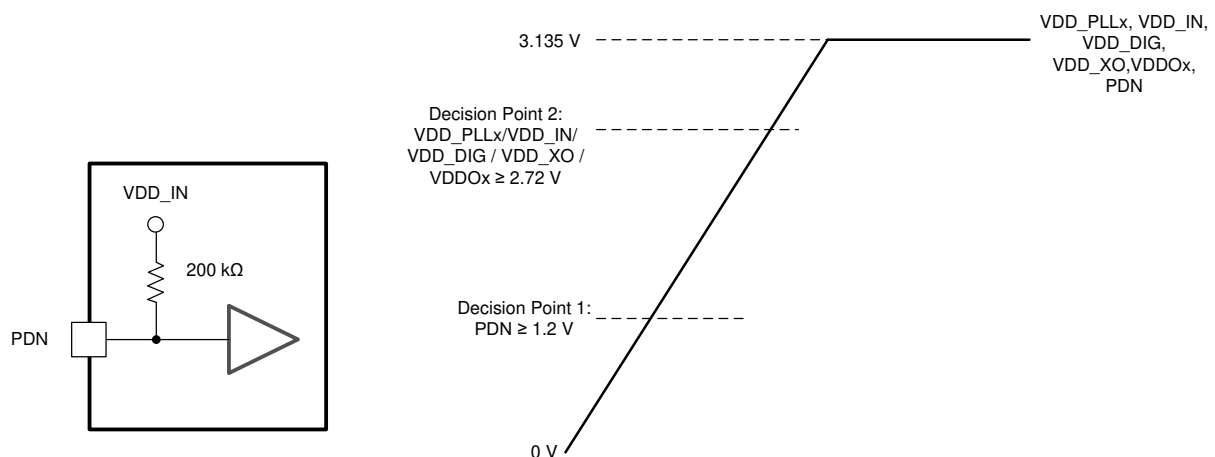 VDD_IN
200 kΩ
PDN
3.135 V
Decision Point 2:
VDD_PLLx/VDD_IN/
VDD_DIG / VDD_XO /
VDDOx ≥ 2.72 V
Decision Point 1:
PDN ≥ 1.2 V
0 V
VDD_PLLx, VDD_IN,
VDD_DIG,
VDD_XO,VDDOx,
PDN